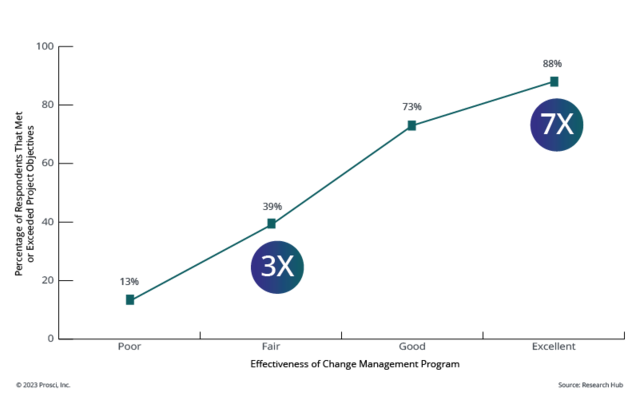 100
80
60
40
20
0
Percentage of Respondents That Met
or Exceeded Project Objectives
13%
39%
73%
88%
3X
7X
Poor
Fair
Good
Excellent
Effectiveness of Change Management Program
© 2023 Prosci, Inc.
Source: Research Hub